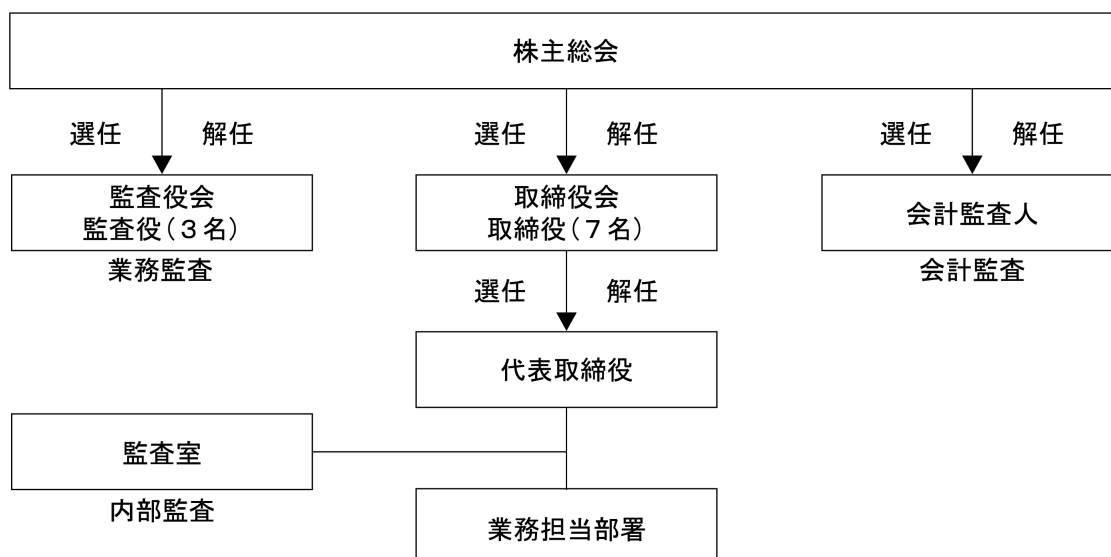 株主総会
選任 解任 選任 解任 選任 解任
監査役会
監査役(3名)
業務監査
取締役会
取締役(7名)
会計監査人
会計監査
選任 解任
代表取締役
監査室
内部監査
業務担当部署